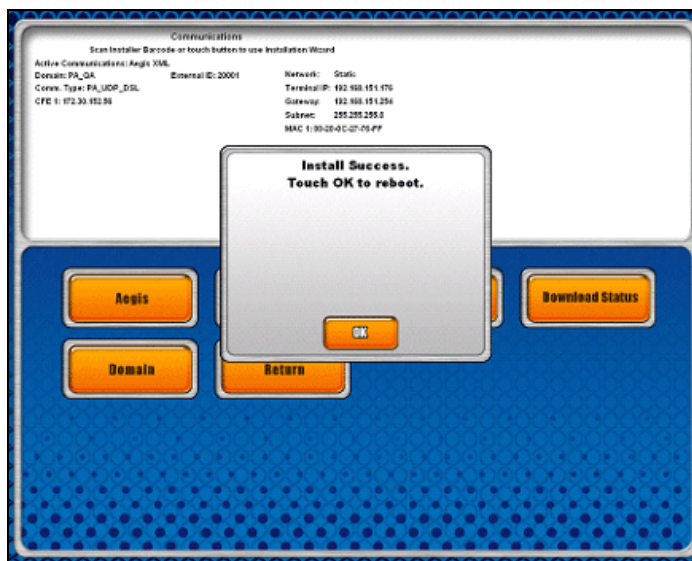 Communications
Scan Installer Barcode or touch button to use Installation Wizard
Active Communications: Aegis XML
Domain: PA_QA External ID: 20001 Network: Static
Comm. Type: PA_UDP_DSL Terminal IP: 192.168.151.176
CFE 1: 172.30.152.56 Gateway: 192.168.151.254
Subnet: 255.255.255.0
MAC 1: 00-20-0C-27-76-FF
Install Success.
Touch OK to reboot.
Aegis
Download Status
OK
Domain
Return